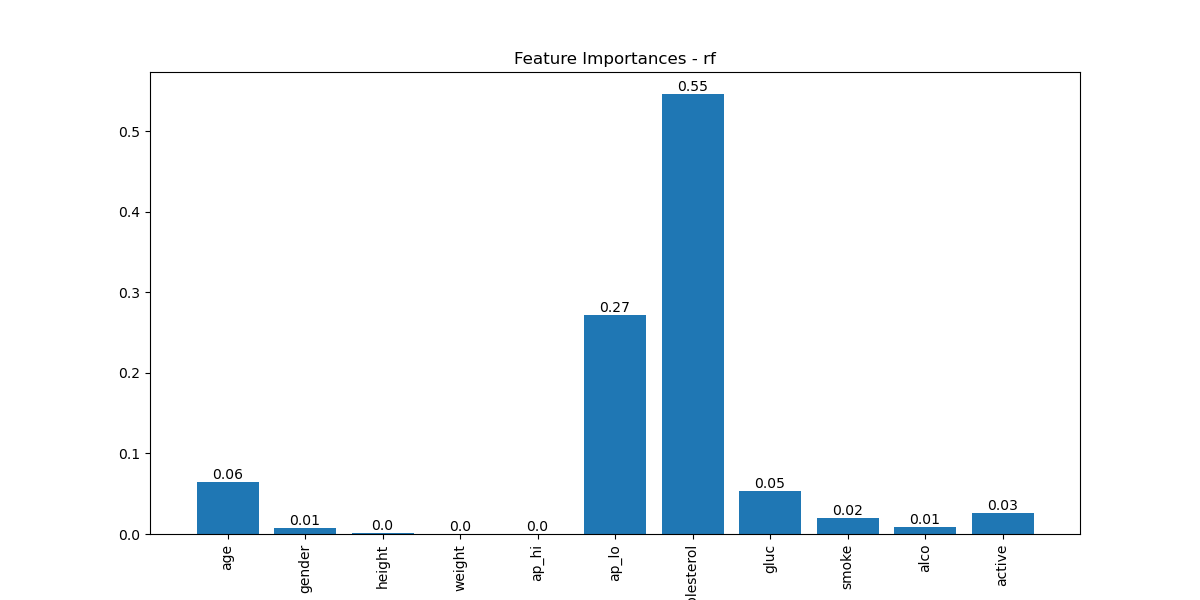 Feature Importances - rf
0.5
0.4
0.3
0.2
0.1
0.0
0.06
0.01
0.0
0.0
0.0
0.27
0.55
0.05
0.02
0.01
0.03
age
gender
height
weight
ap_hi
ap_lo
olesterol
gluc
smoke
alco
active